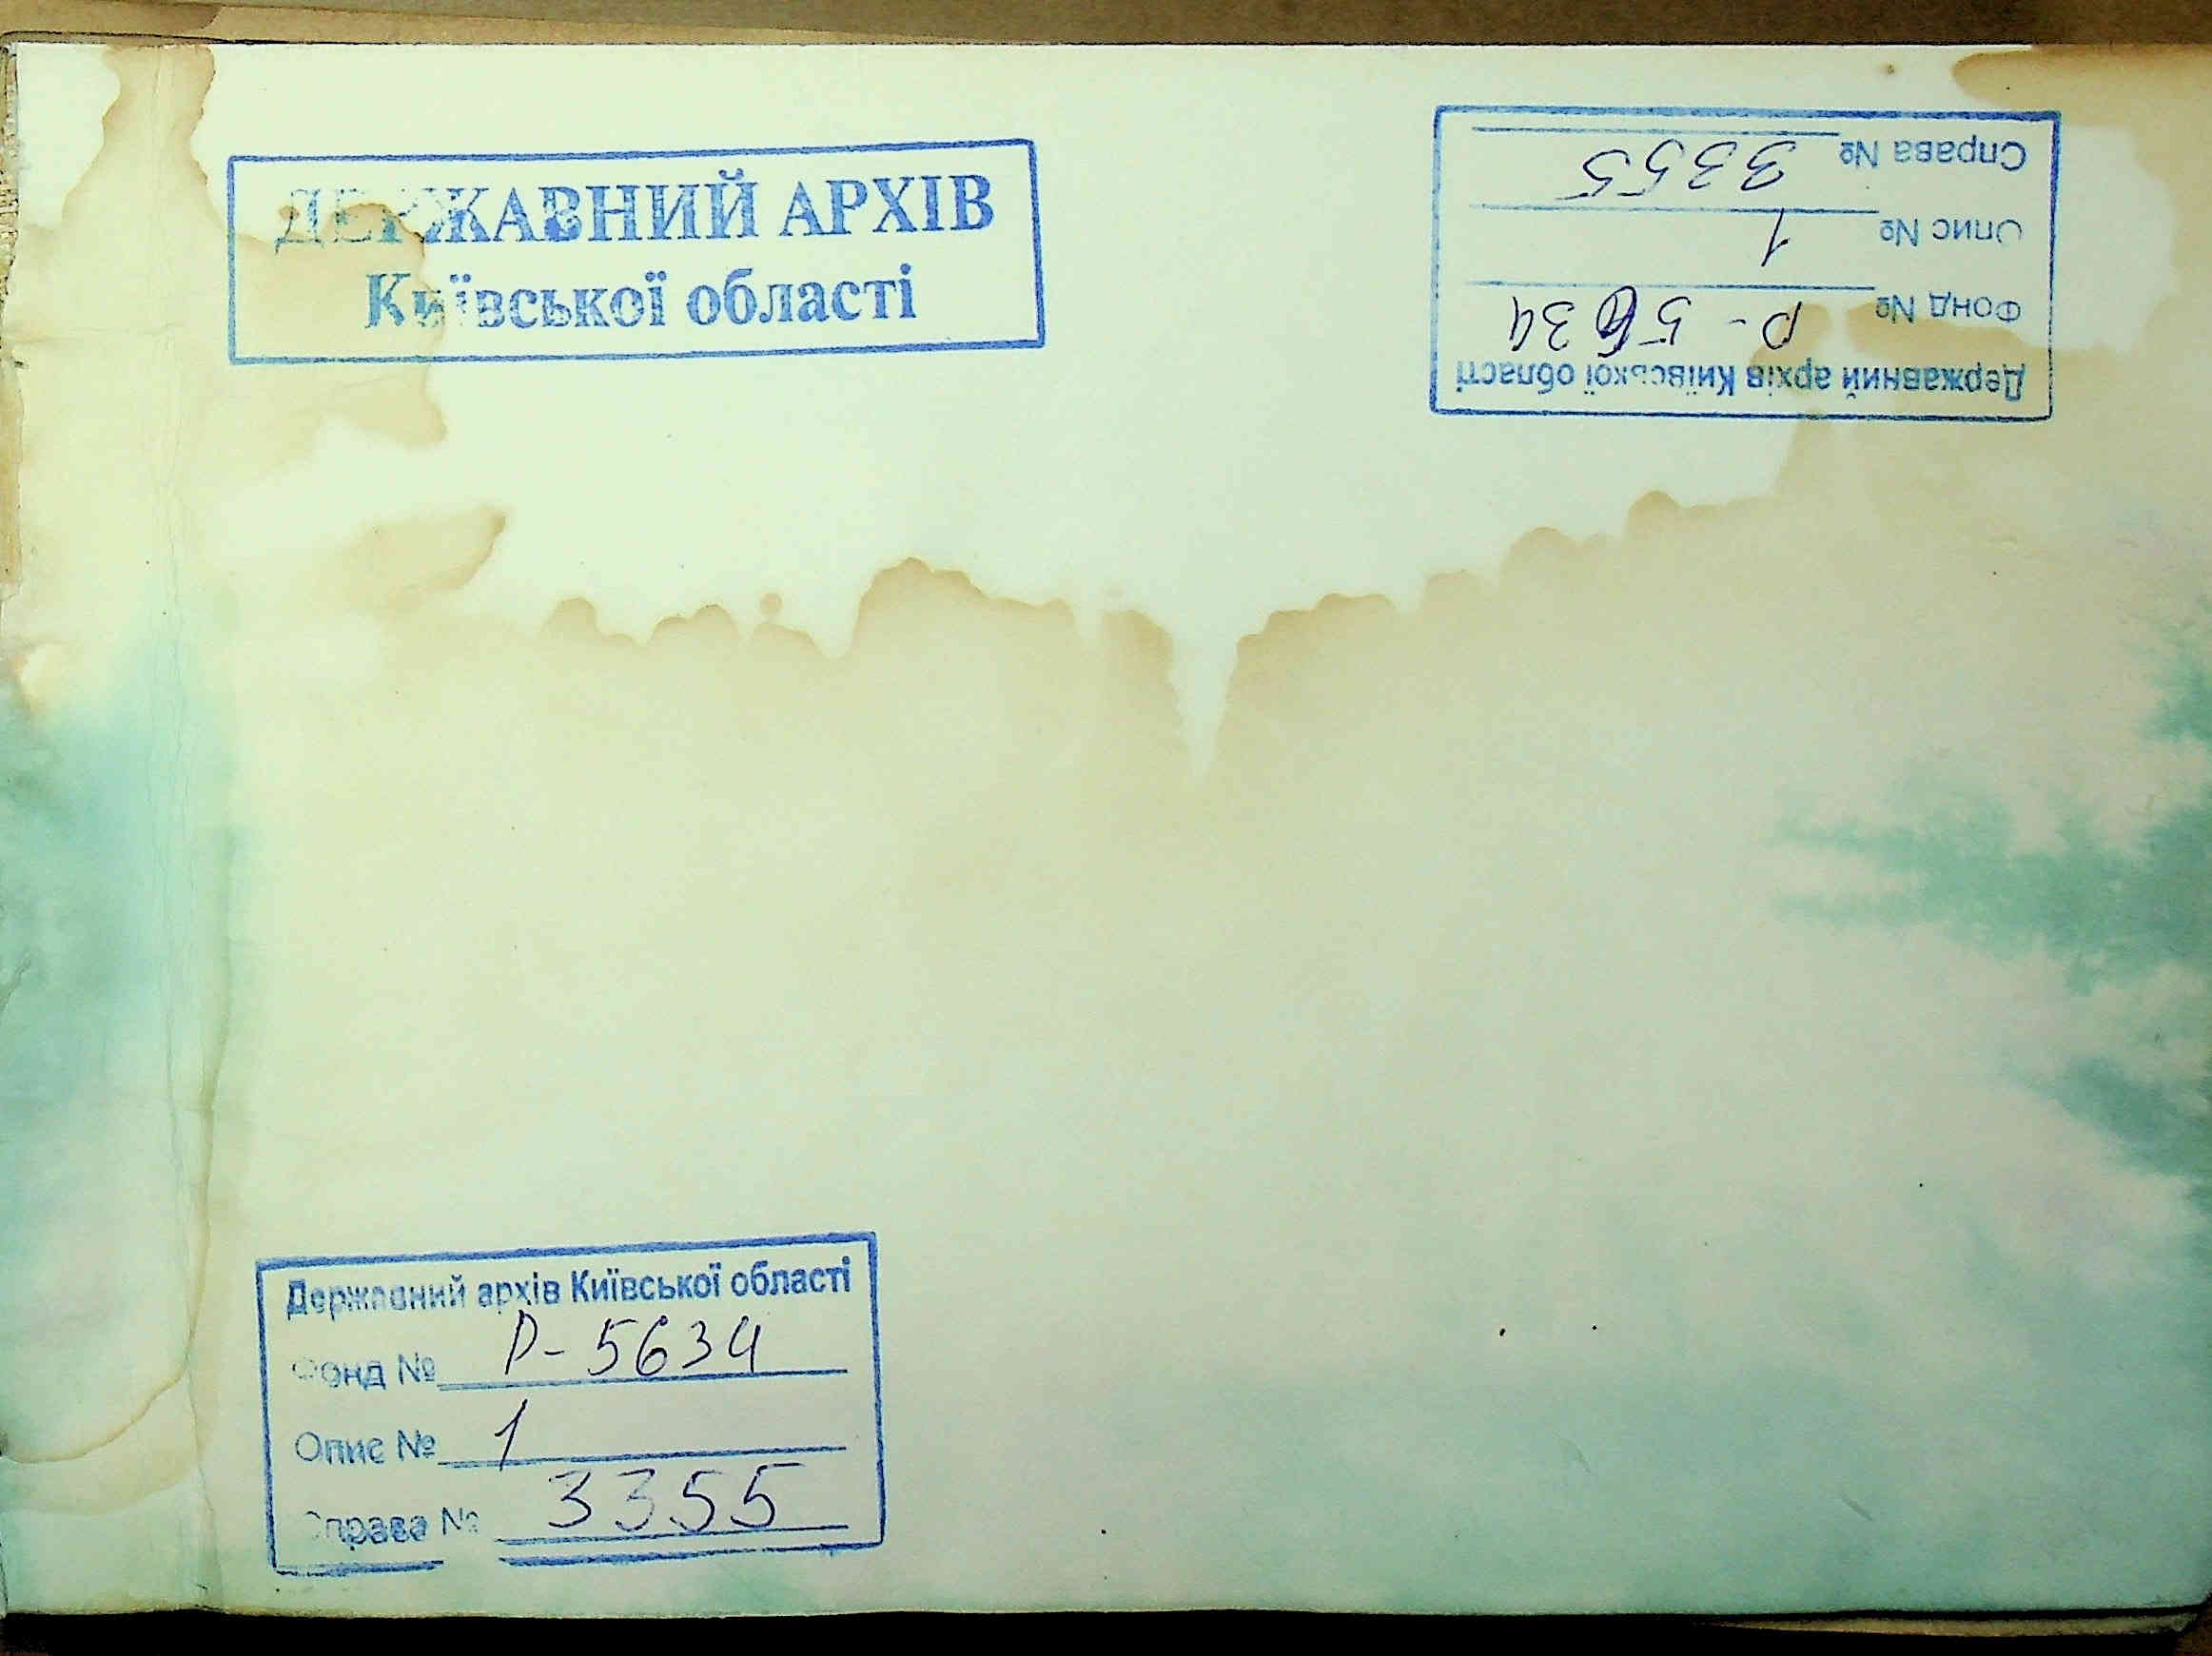 ДЕРЖАВНИЙ АРХІВ
Київської області
Державний архів Київської області
Фонд № Р-5634
Опис № 1
Справа № 3355
Державний архів Київської області
Фонд № Р-5634
Опис № 1
Справа № 3355